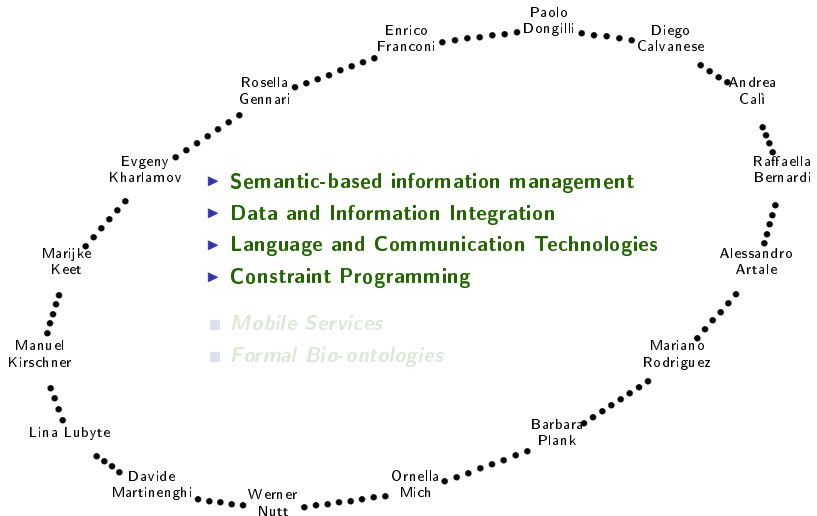 Paolo
Dongilli
Enrico
Franconi
Diego
Calvanese
Rosella
Gennari
Andrea
Calì
Evgeny
Kharlamov
Raffaella
Bernardi
Semantic-based information management
Data and Information Integration
Language and Communication Technologies
Constraint Programming
Marijke
Keet
Alessandro
Artale
Mobile Services
Formal Bio-ontologies
Manuel
Kirschner
Mariano
Rodriguez
Lina Lubyte
Barbara
Plank
Davide
Martinenghi
Werner
Nutt
Ornella
Mich